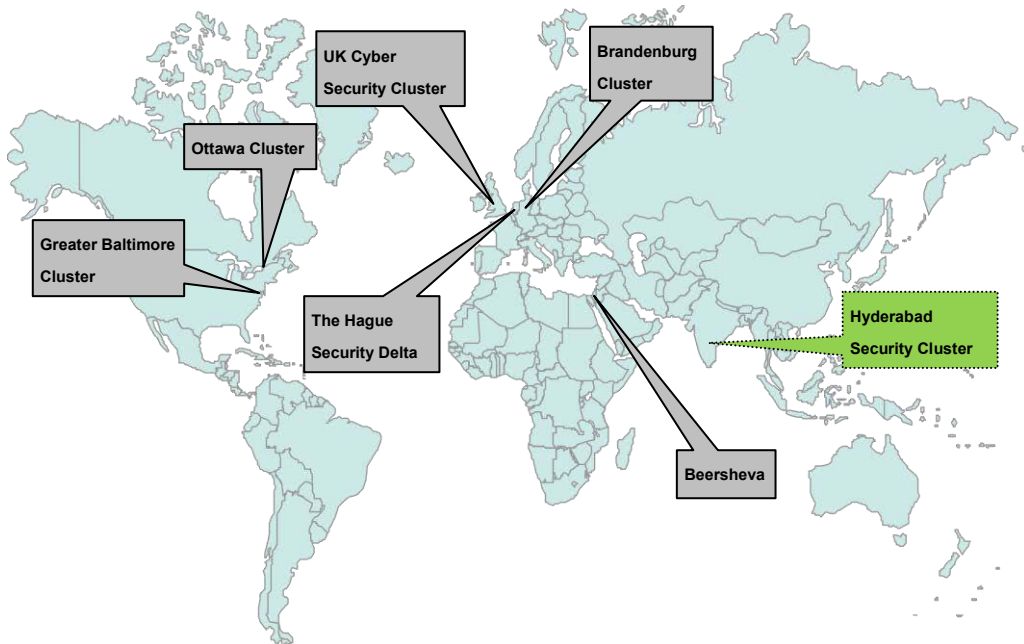 UK Cyber
Security Cluster
Brandenburg
Cluster
Ottawa Cluster
Greater Baltimore
Cluster
The Hague
Security Delta
Hyderabad
Security Cluster
Beersheva